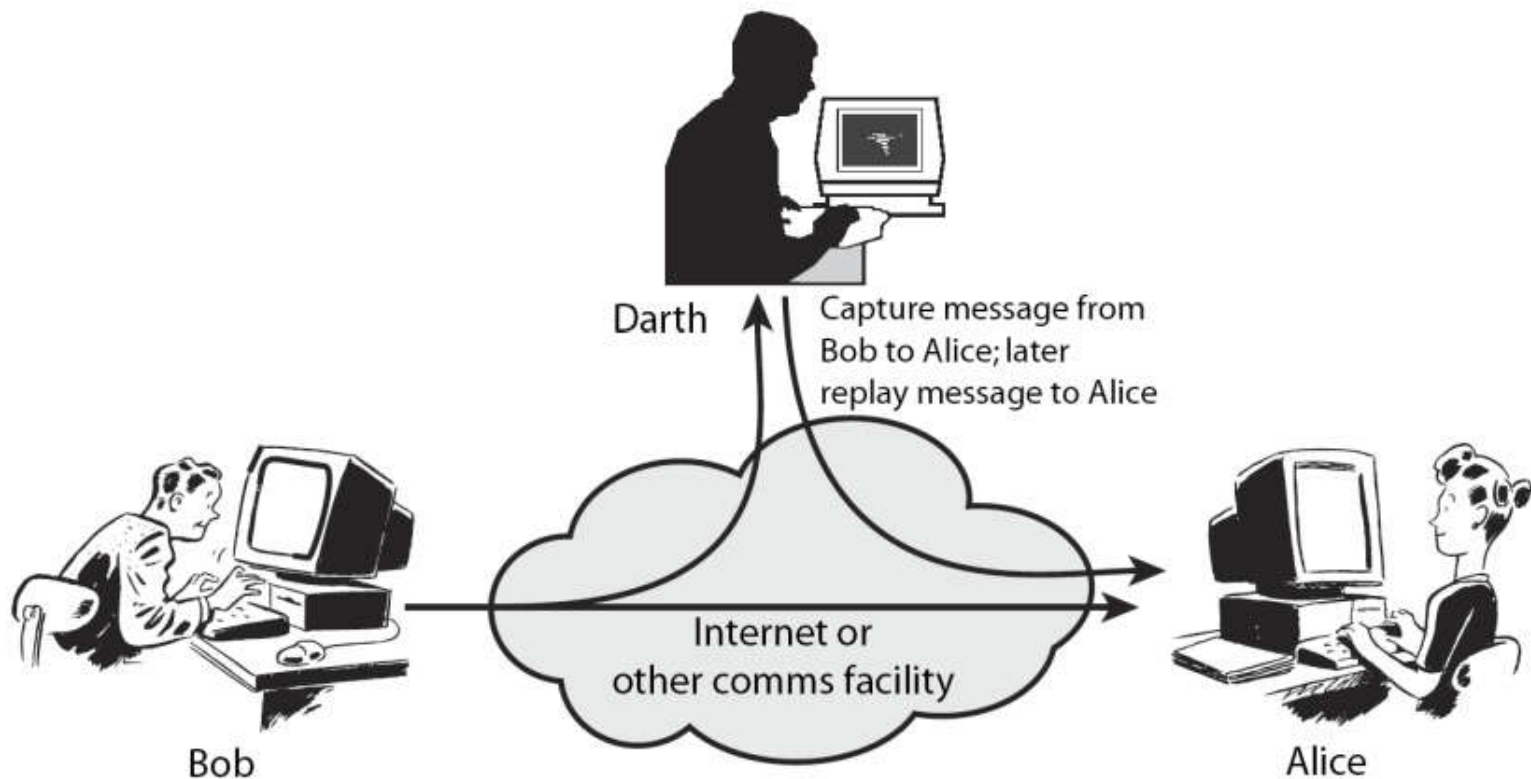 Darth
Capture message from
Bob to Alice; later
replay message to Alice
Internet or
other comms facility
Bob
Alice